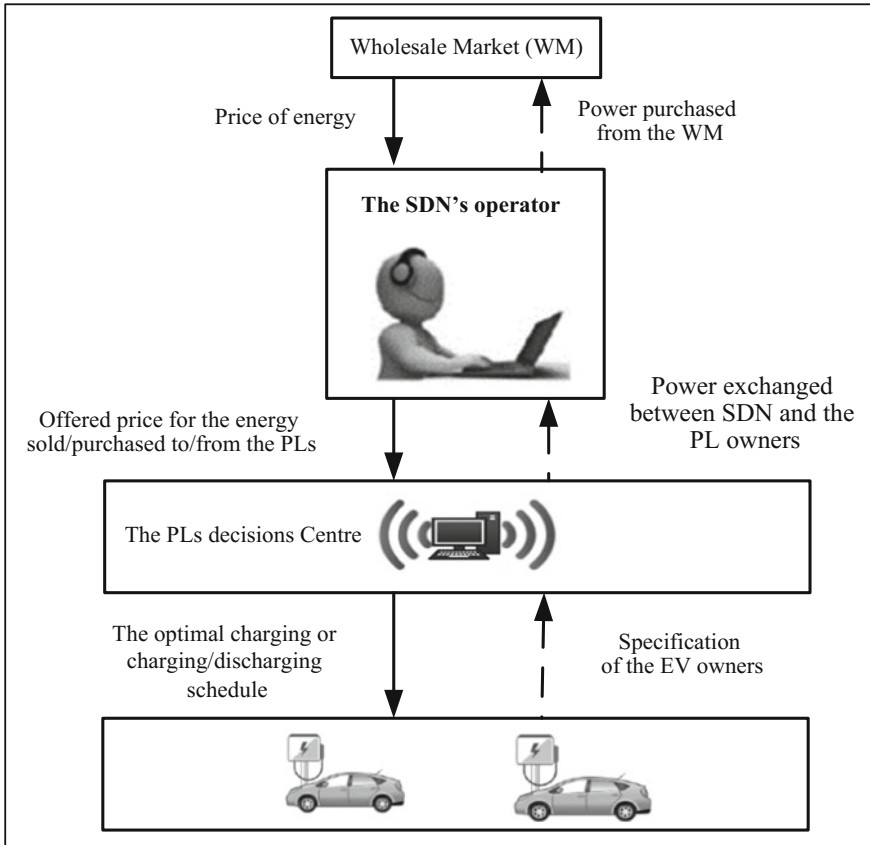 Wholesale Market (WM)
Price of energy
Power purchased
from the WM
The SDN's operator
Offered price for the energy
sold/purchased to/from the PLs
Power exchanged
between SDN and the
PL owners
The PLs decisions Centre
The optimal charging or
charging/discharging
schedule
Specification
of the EV owners